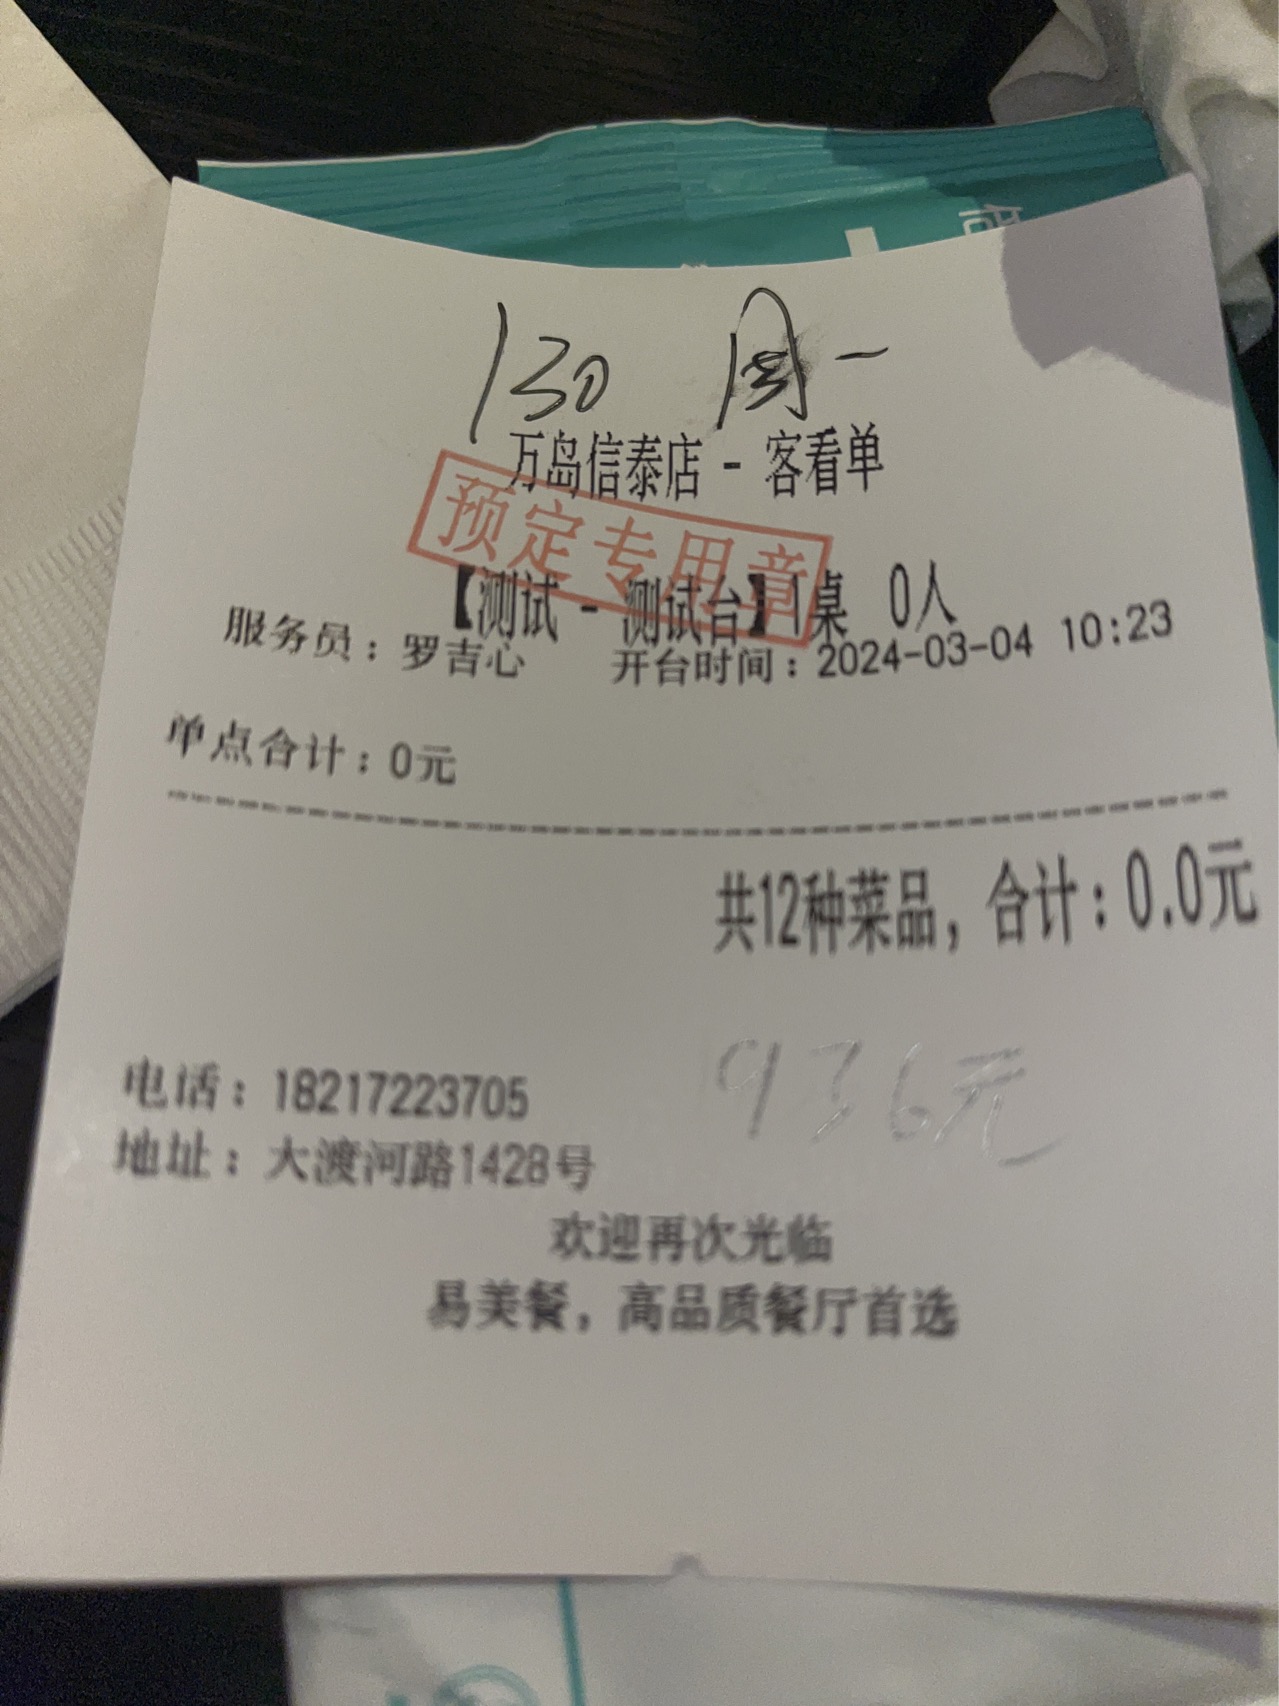 130 周一
万岛信泰店 - 客看单
预定专用章
【测试 - 测试台】1桌 0人
服务员：罗吉心 开台时间：2024-03-04 10:23
单点合计：0元
共12种菜品，合计：0.0元
936元
电话：18217223705
地址：大渡河路1428号
欢迎再次光临
易美餐，高品质餐厅首选